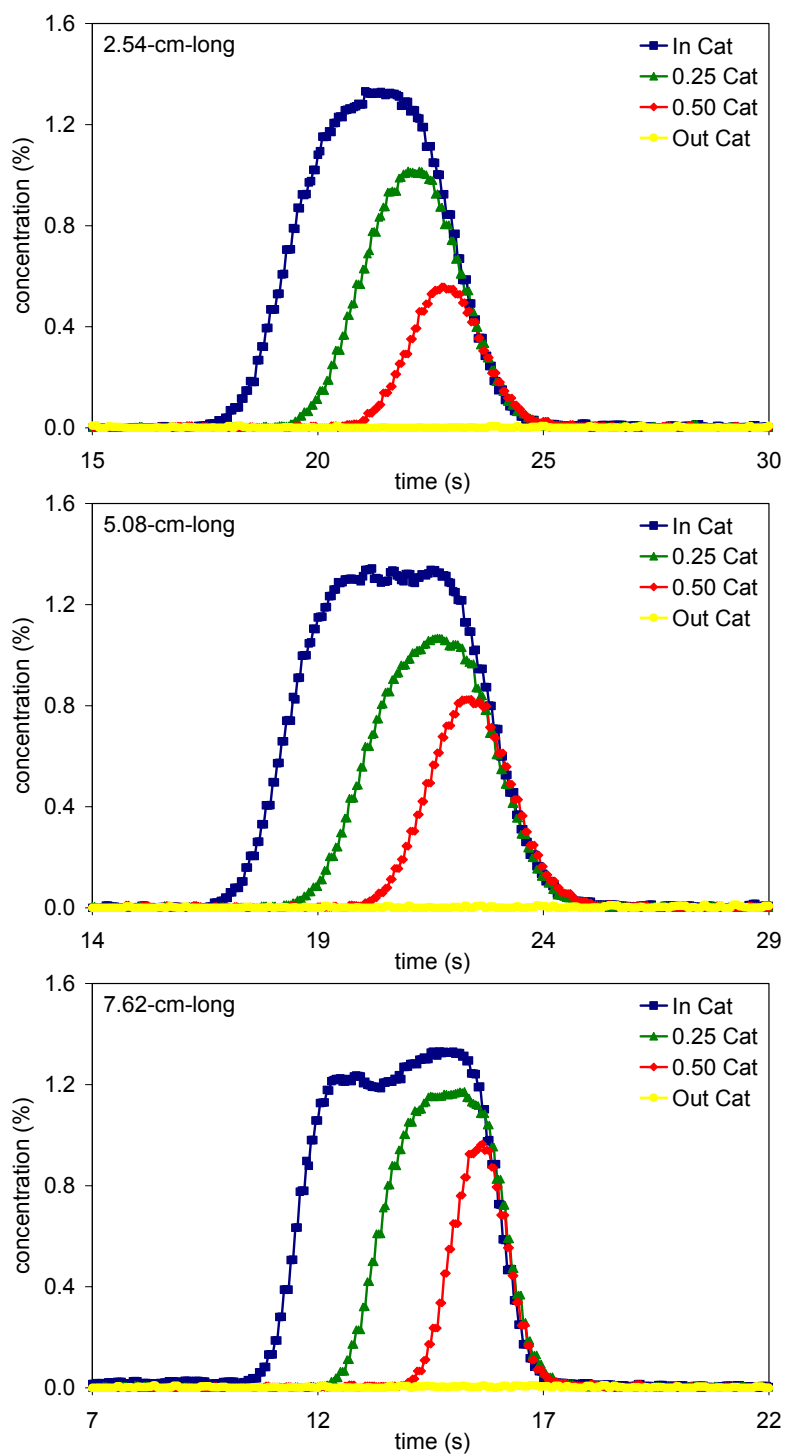 1.6
2.54-cm-long
In Cat
0.25 Cat
0.50 Cat
Out Cat
1.2
0.8
0.4
0.0
concentration (%)
15 20 25 30
time (s)
1.6
5.08-cm-long
In Cat
0.25 Cat
0.50 Cat
Out Cat
1.2
0.8
0.4
0.0
concentration (%)
14 19 24 29
time (s)
1.6
7.62-cm-long
In Cat
0.25 Cat
0.50 Cat
Out Cat
1.2
0.8
0.4
0.0
concentration (%)
7 12 17 22
time (s)